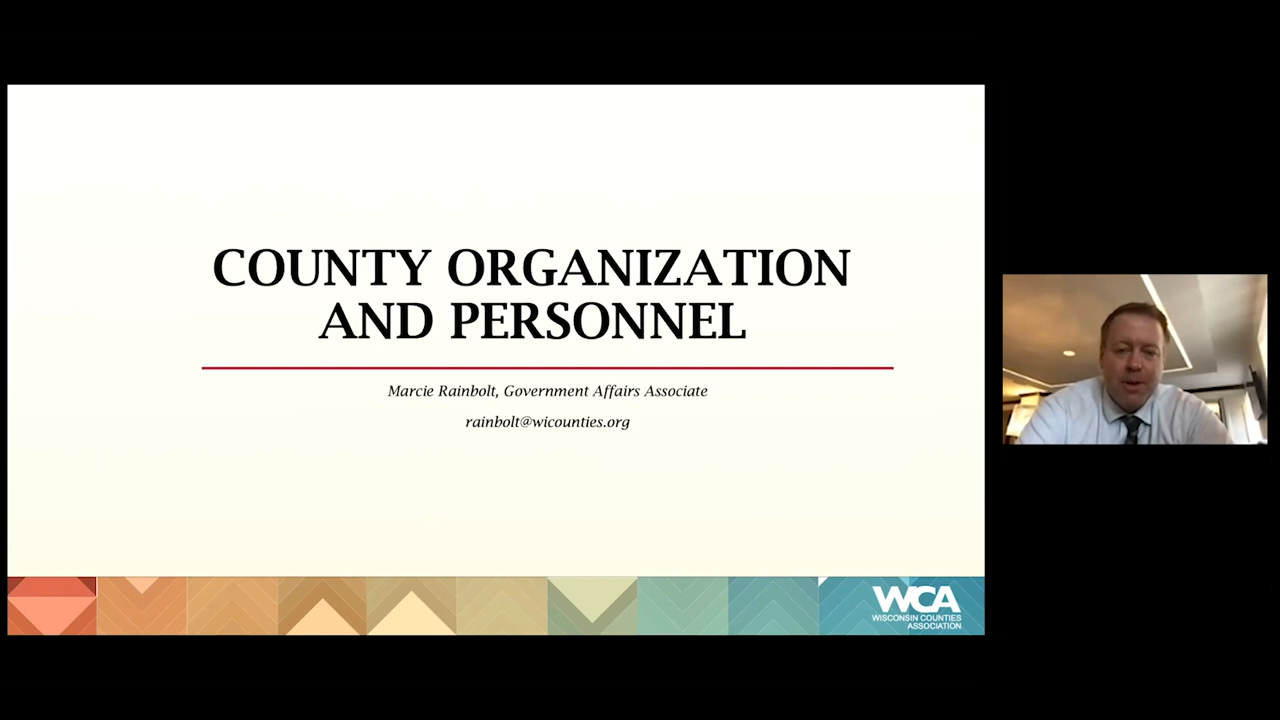 COUNTY ORGANIZATION
AND PERSONNEL
Marcie Rainbolt, Government Affairs Associate
rainbolt@wicounties.org
WCA
WISCONSIN COUNTIES
ASSOCIATION